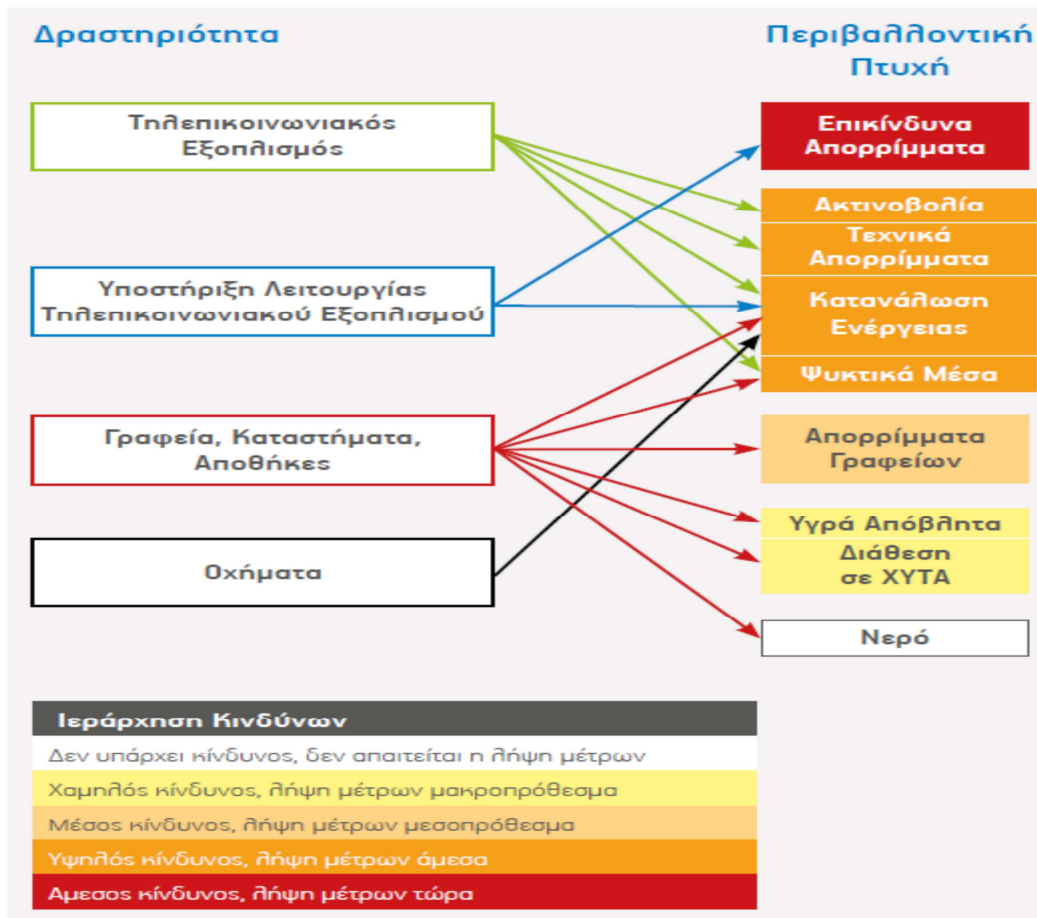 Δραστηριότητα
Περιβαλλοντική
Πτυχή
Τηλεπικοινωνιακός
Εξοπλισμός
Υποστήριξη Λειτουργίας
Τηλεπικοινωνιακού Εξοπλισμού
Γραφεία, Καταστήματα,
Αποθήκες
Οχήματα
Επικίνδυνα
Απορρίμματα
Ακτινοβολία
Τεχνικά
Απορρίμματα
Κατανάλωση
Ενέργειας
Ψυκτικά Μέσα
Απορρίμματα
Γραφείων
Υγρά Απόβλητα
Διάθεση
σε ΧΥΤΑ
Νερό
Ιεράρχηση Κινδύνων
Δεν υπάρχει κίνδυνος, δεν απαιτείται η λήψη μέτρων
Χαμηλός κίνδυνος, λήψη μέτρων μακροπρόθεσμα
Μέσος κίνδυνος, λήψη μέτρων μεσοπρόθεσμα
Υψηλός κίνδυνος, λήψη μέτρων άμεσα
Αμεσος κίνδυνος, λήψη μέτρων τώρα